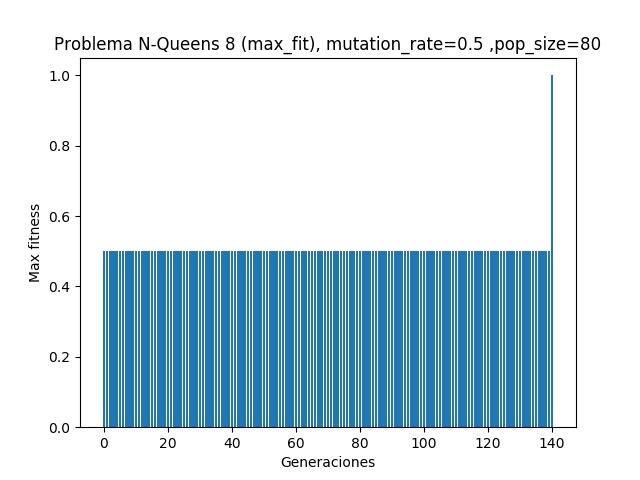 Problema N-Queens 8 (max_fit), mutation_rate=0.5 ,pop_size=80
1.0
0.8
0.6
0.4
0.2
0.0
Max fitness
0 20 40 60 80 100 120 140
Generaciones